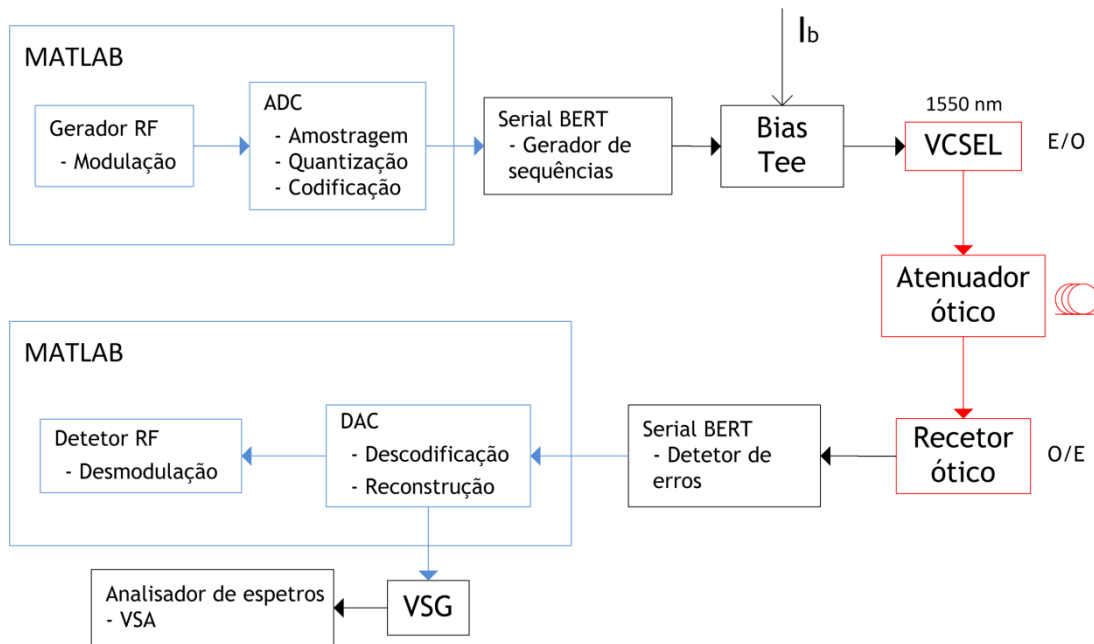 MATLAB
Gerador RF
- Modulação
ADC
- Amostragem
- Quantização
- Codificação
Serial BERT
- Gerador de
sequências
Ib
Bias
Tee
1550 nm
VCSEL
E/O
Atenuador
ótico
Recetor
ótico
O/E
Serial BERT
- Detetor de
erros
MATLAB
DAC
- Descodificação
- Reconstrução
Detetor RF
- Desmodulação
VSG
Analisador de espetros
- VSA